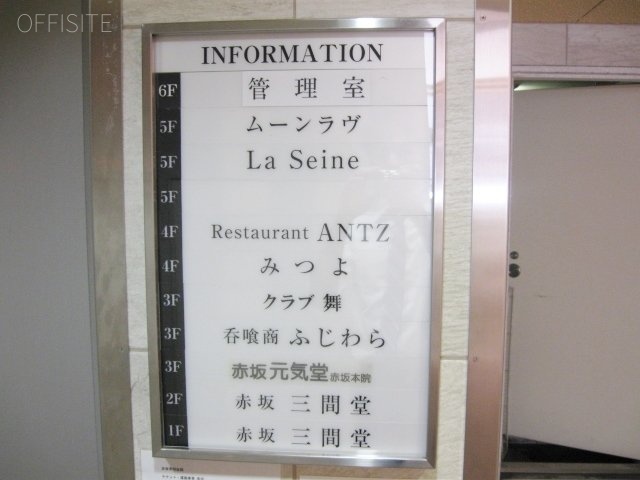 OFFISITE
INFORMATION
6F 管理室
5F ムーンラヴ
5F La Seine
5F
4F Restaurant ANTZ
4F みつよ
3F クラブ 舞
3F 呑喰商 ふじわら
3F 赤坂元気堂赤坂本院
2F 赤坂 三間堂
1F 赤坂 三間堂